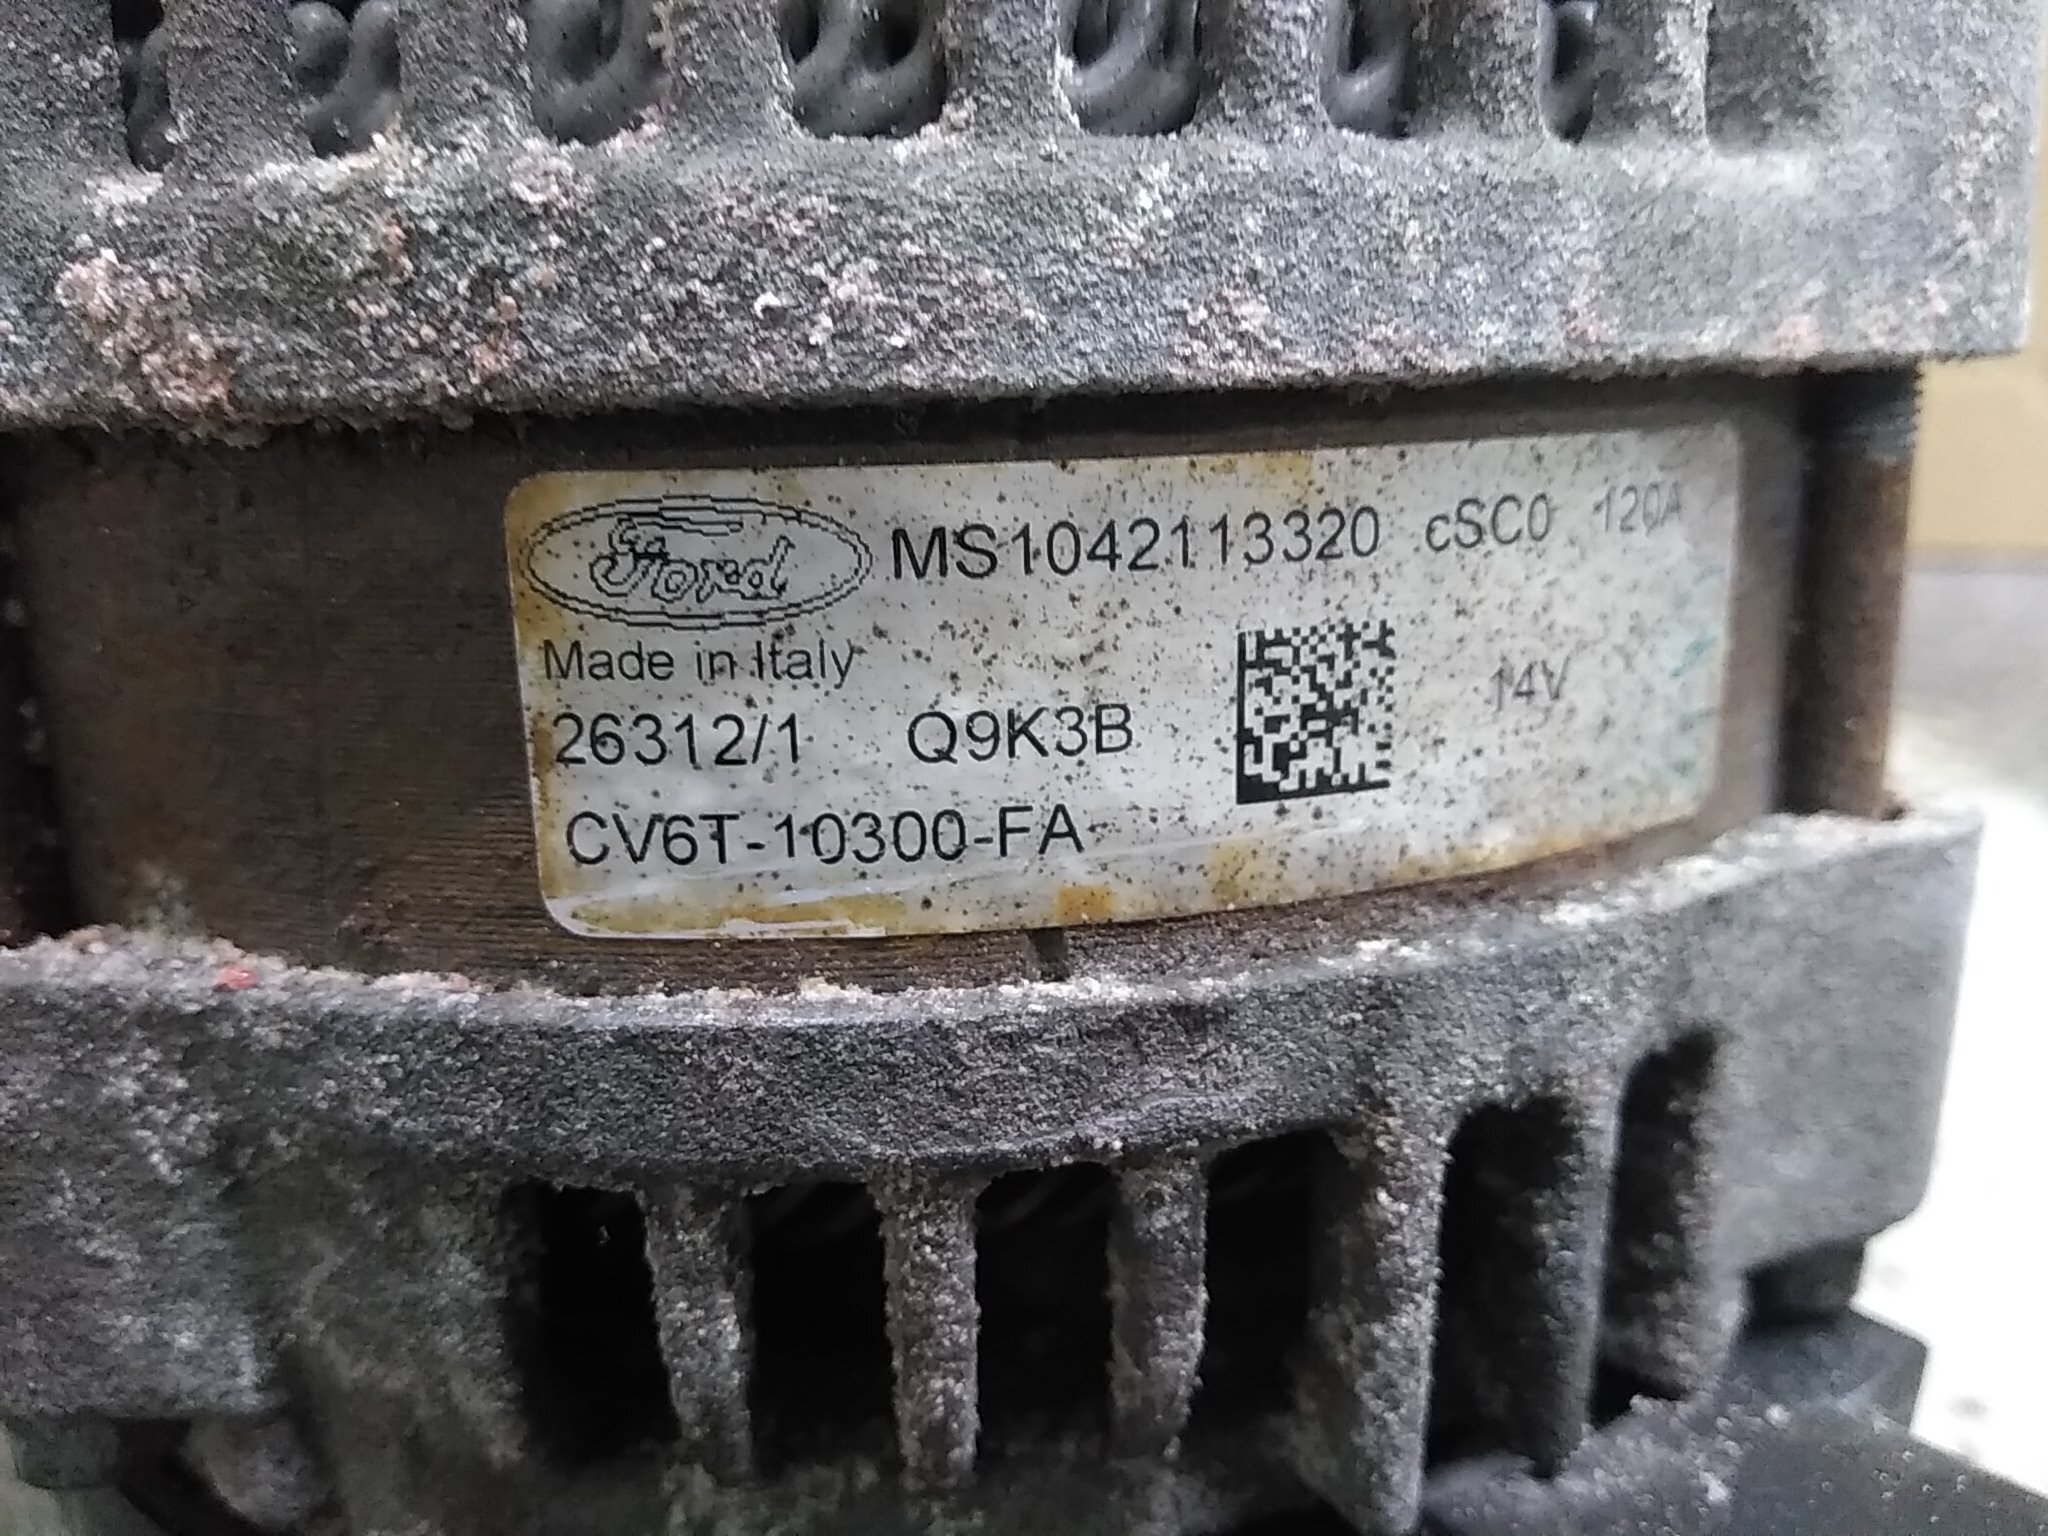 Ford MS1042113320 cSC0 120A
Made in Italy
14V
26312/1 Q9K3B
CV6T-10300-FA